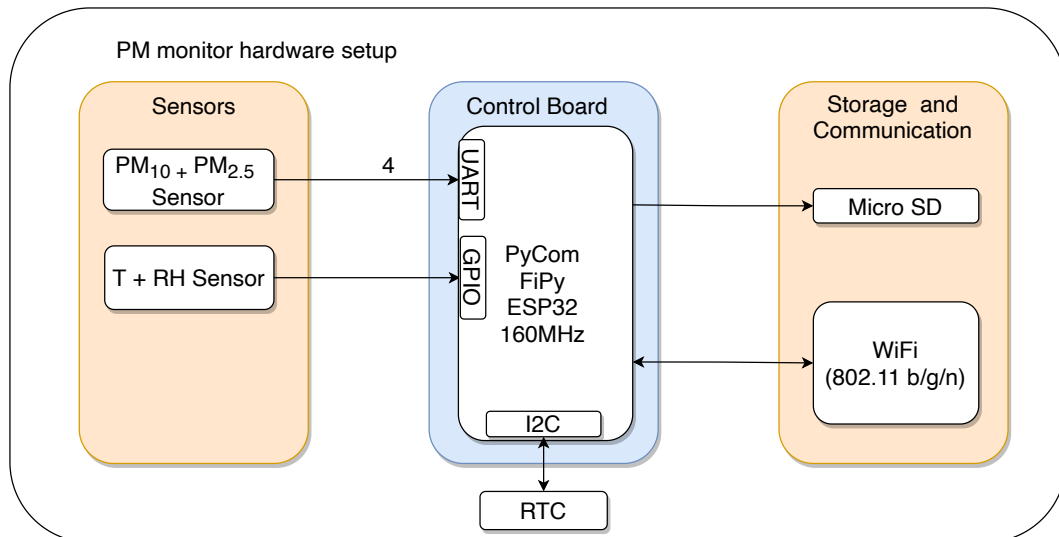 PM monitor hardware setup
Sensors
PM10 + PM2.5
Sensor
T + RH Sensor
4
Control Board
UART
GPIO
PyCom
FiPy
ESP32
160MHz
I2C
RTC
Storage and
Communication
Micro SD
WiFi
(802.11 b/g/n)